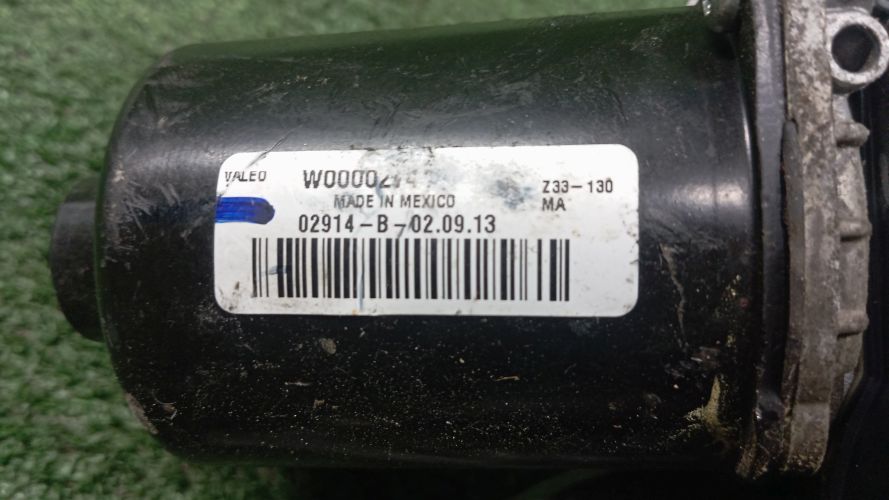 VALEO
Z33-130
MADE IN MEXICO
MA
02914-B-02.09.13